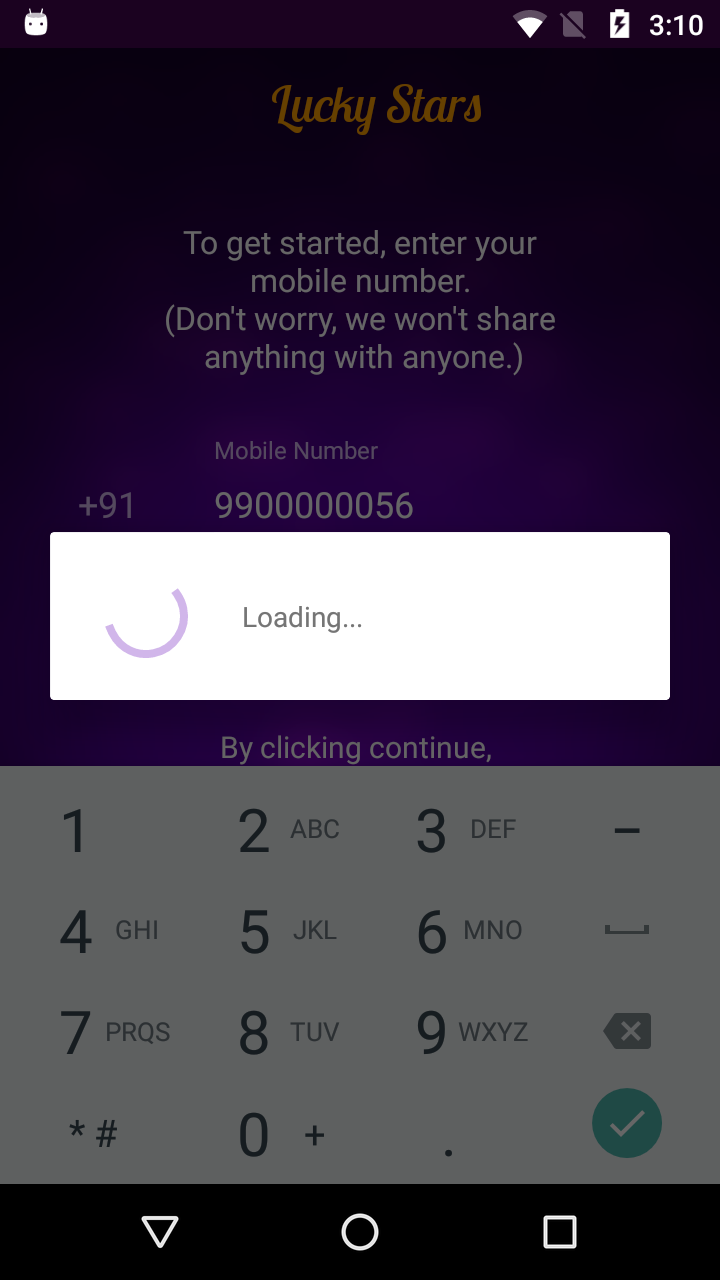 3:10
Lucky Stars
To get started, enter your
mobile number.
(Don't worry, we won't share
anything with anyone.)
Mobile Number
+91 9900000056
Loading...
By clicking continue,
1 2 ABC 3 DEF –
4 GHI 5 JKL 6 MNO
7 PRQS 8 TUV 9 WXYZ
* # 0 + .